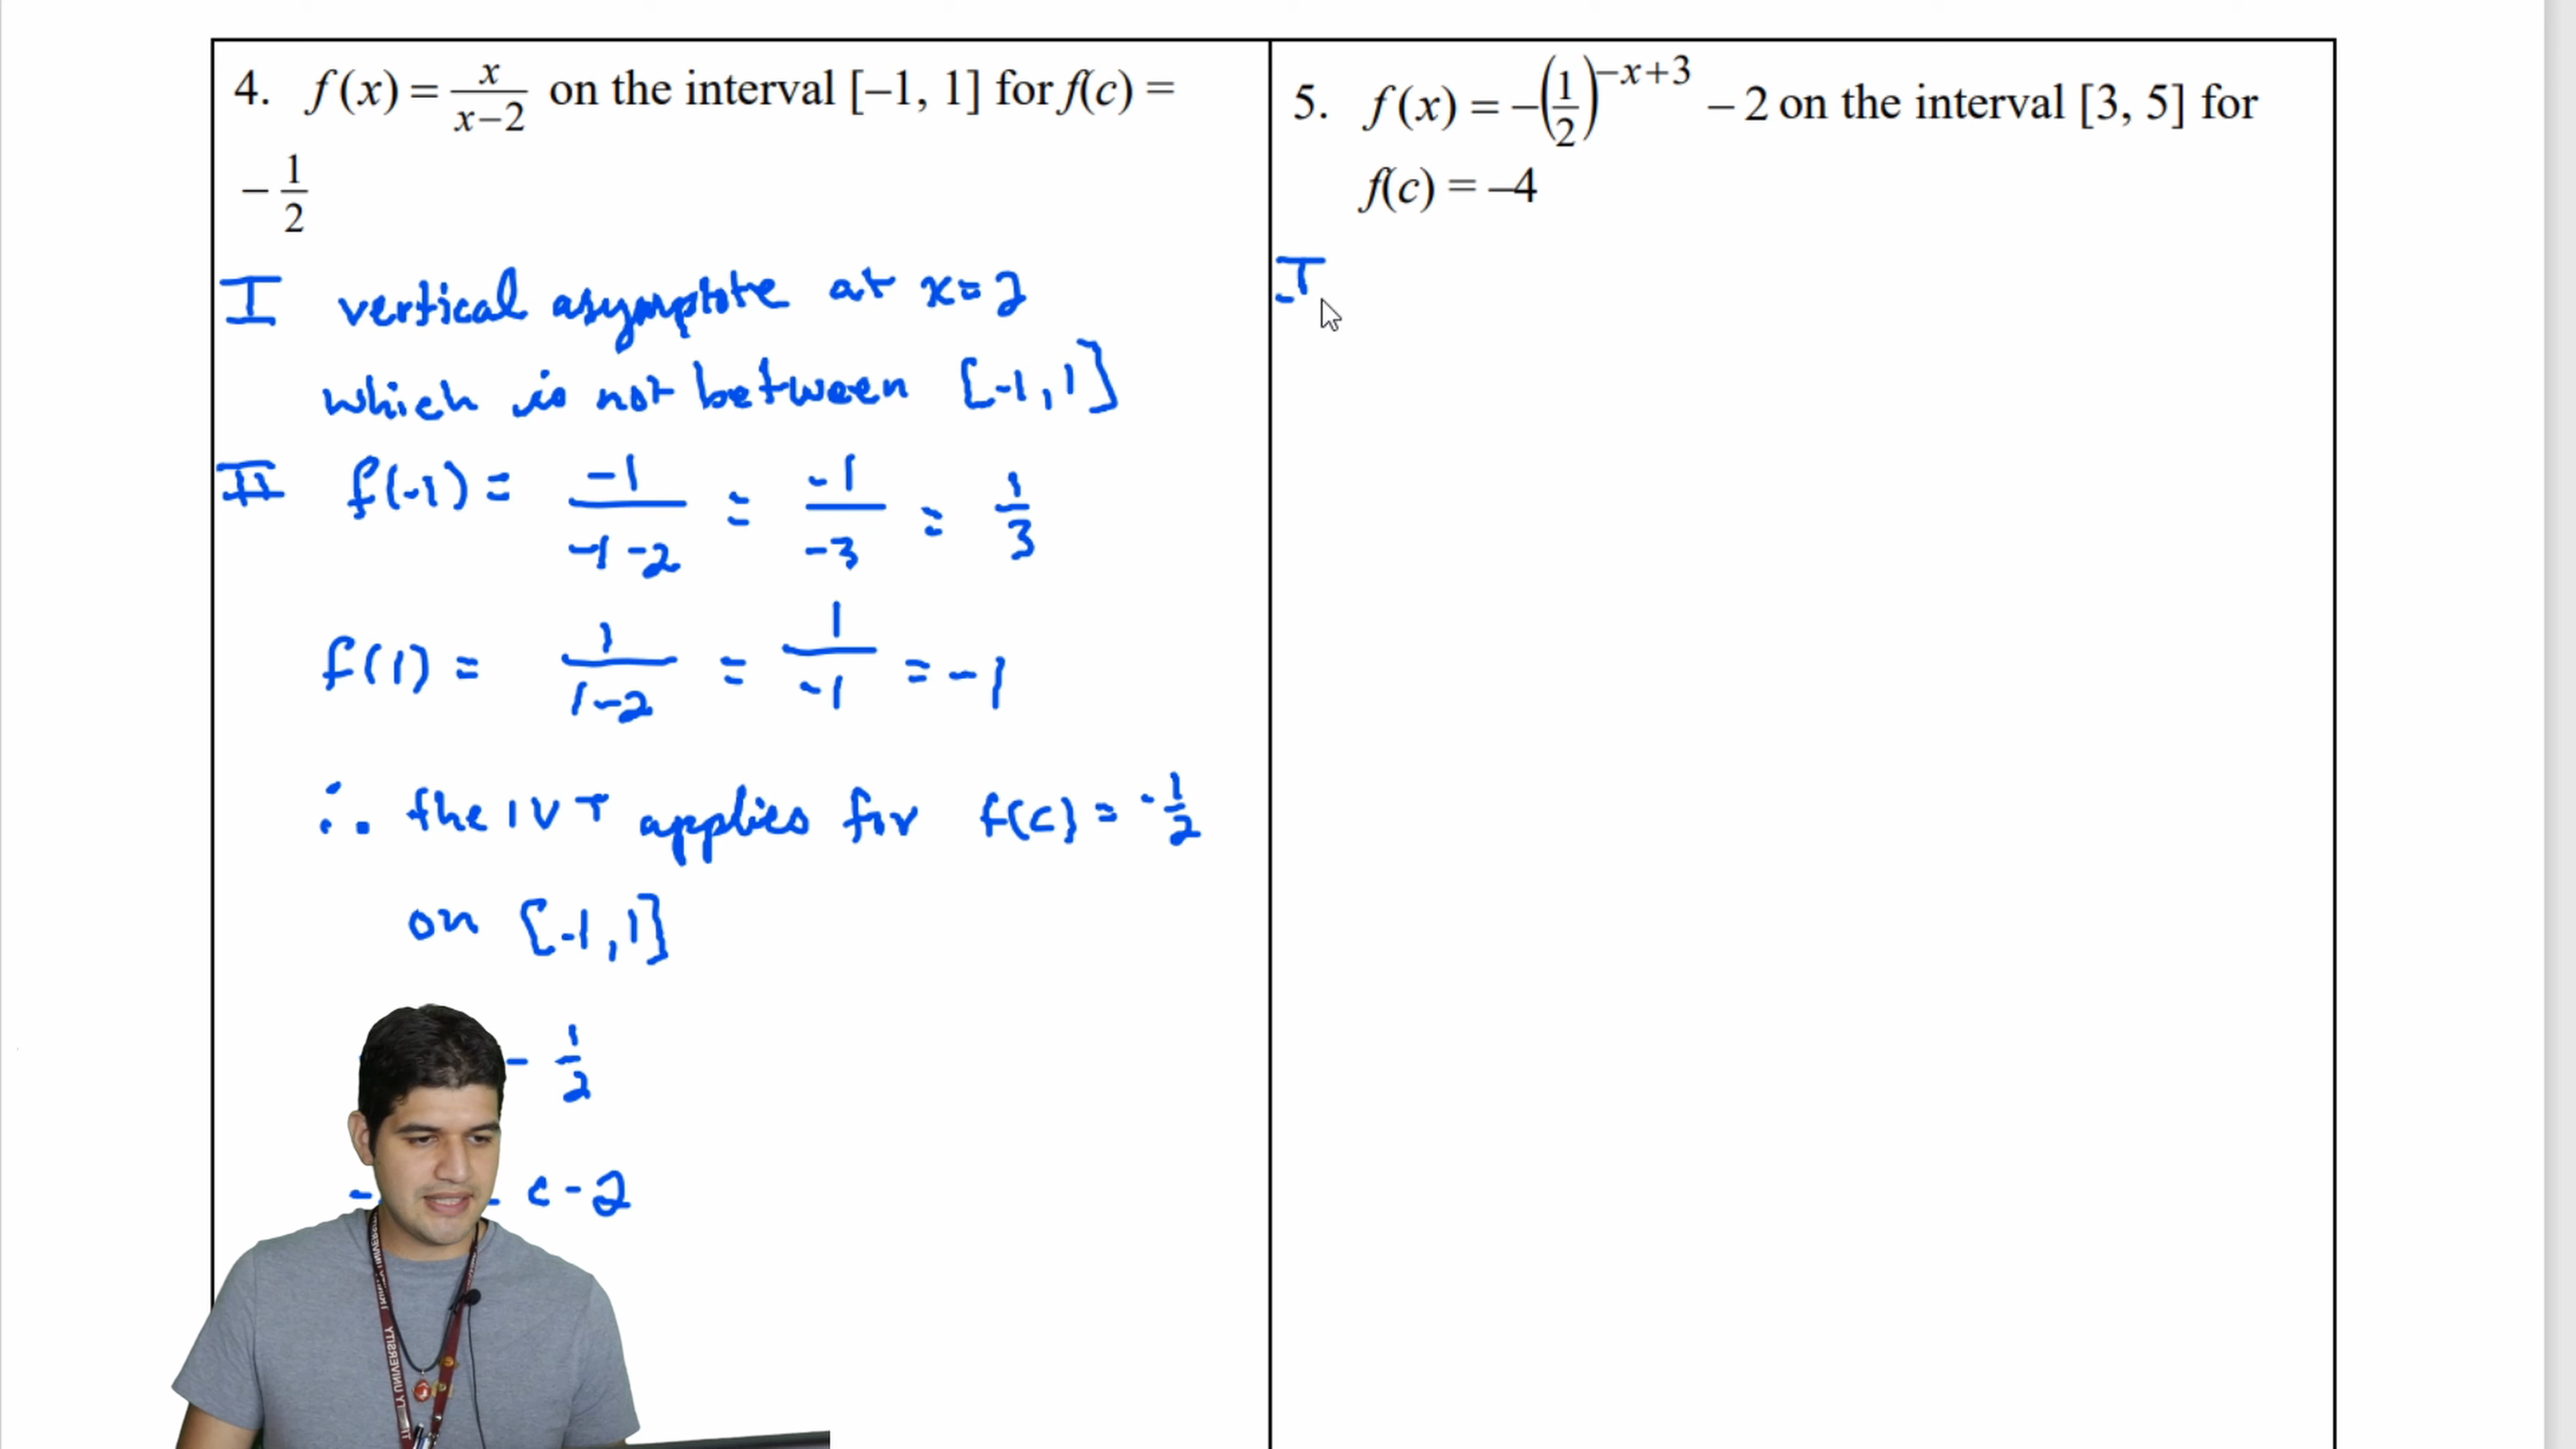 4. f(x) = x/(x–2) on the interval [–1, 1] for f(c) =
– 1/2
I vertical asymptote at x=2
which is not between [-1,1]
II f(-1) = -1/(-1-2) = -1/-3 = 1/3
f(1) = 1/(1-2) = 1/-1 = -1
∴ the IVT applies for f(c) = -1/2
on [-1,1]
- 1/2
c-2
5. f(x) = –(1/2)^(–x+3) – 2 on the interval [3, 5] for
f(c) = –4
I
TY UNIVERSITY